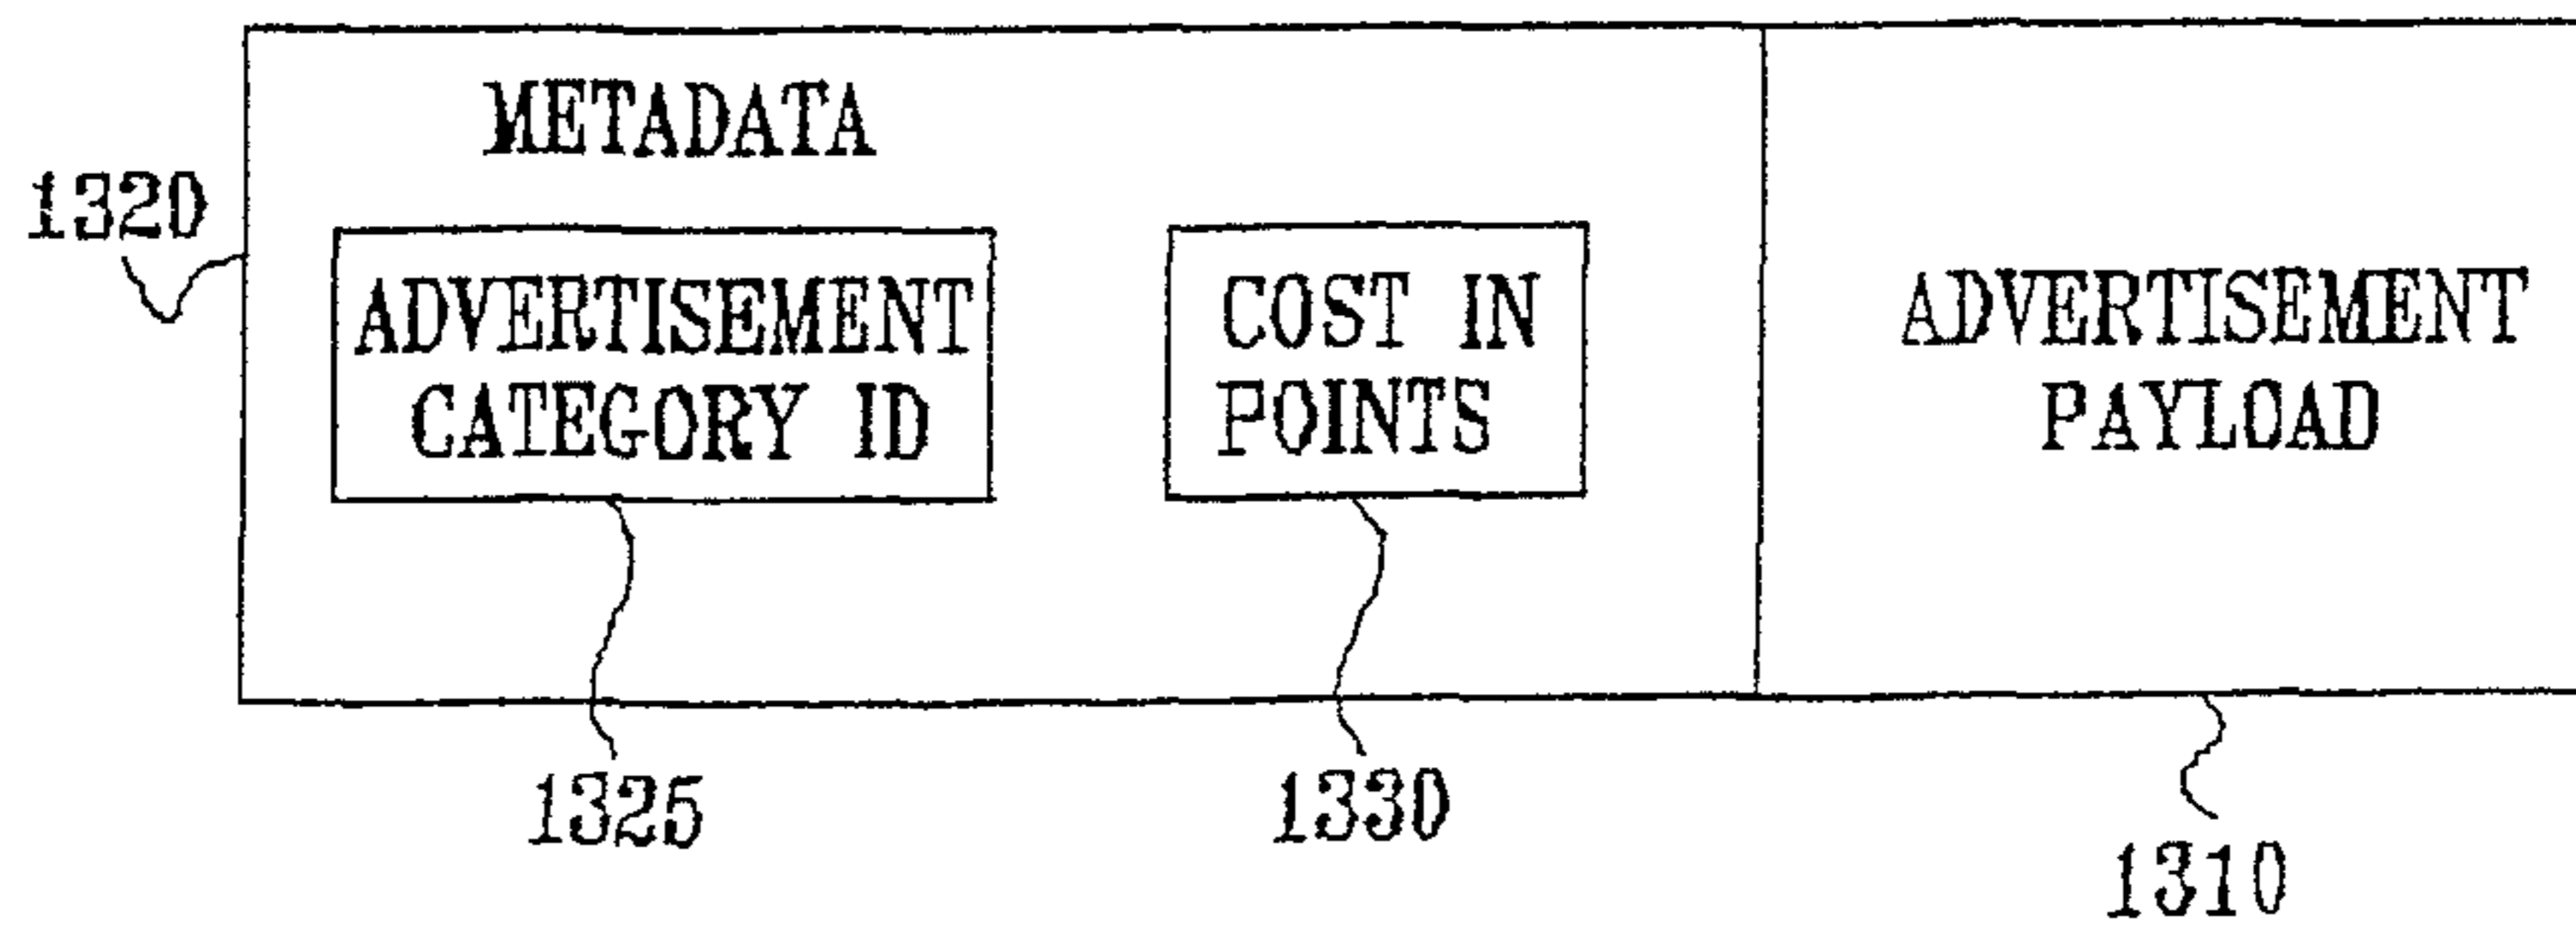 METADATA
1320
ADVERTISEMENT
CATEGORY ID
COST IN
POINTS
ADVERTISEMENT
PAYLOAD
1325
1330
1310